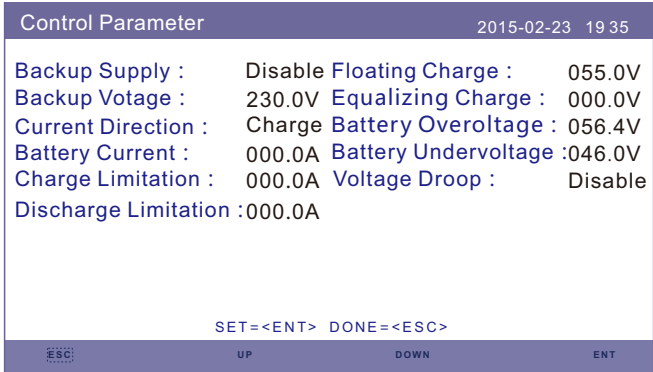 Control Parameter 2015-02-23 19 35
Backup Supply : Disable Floating Charge : 055.0V
Backup Votage : 230.0V Equalizing Charge : 000.0V
Current Direction : Charge Battery Overoltage : 056.4V
Battery Current : 000.0A Battery Undervoltage :046.0V
Charge Limitation : 000.0A Voltage Droop : Disable
Discharge Limitation :000.0A
SET=<ENT> DONE=<ESC>
ESC UP DOWN ENT